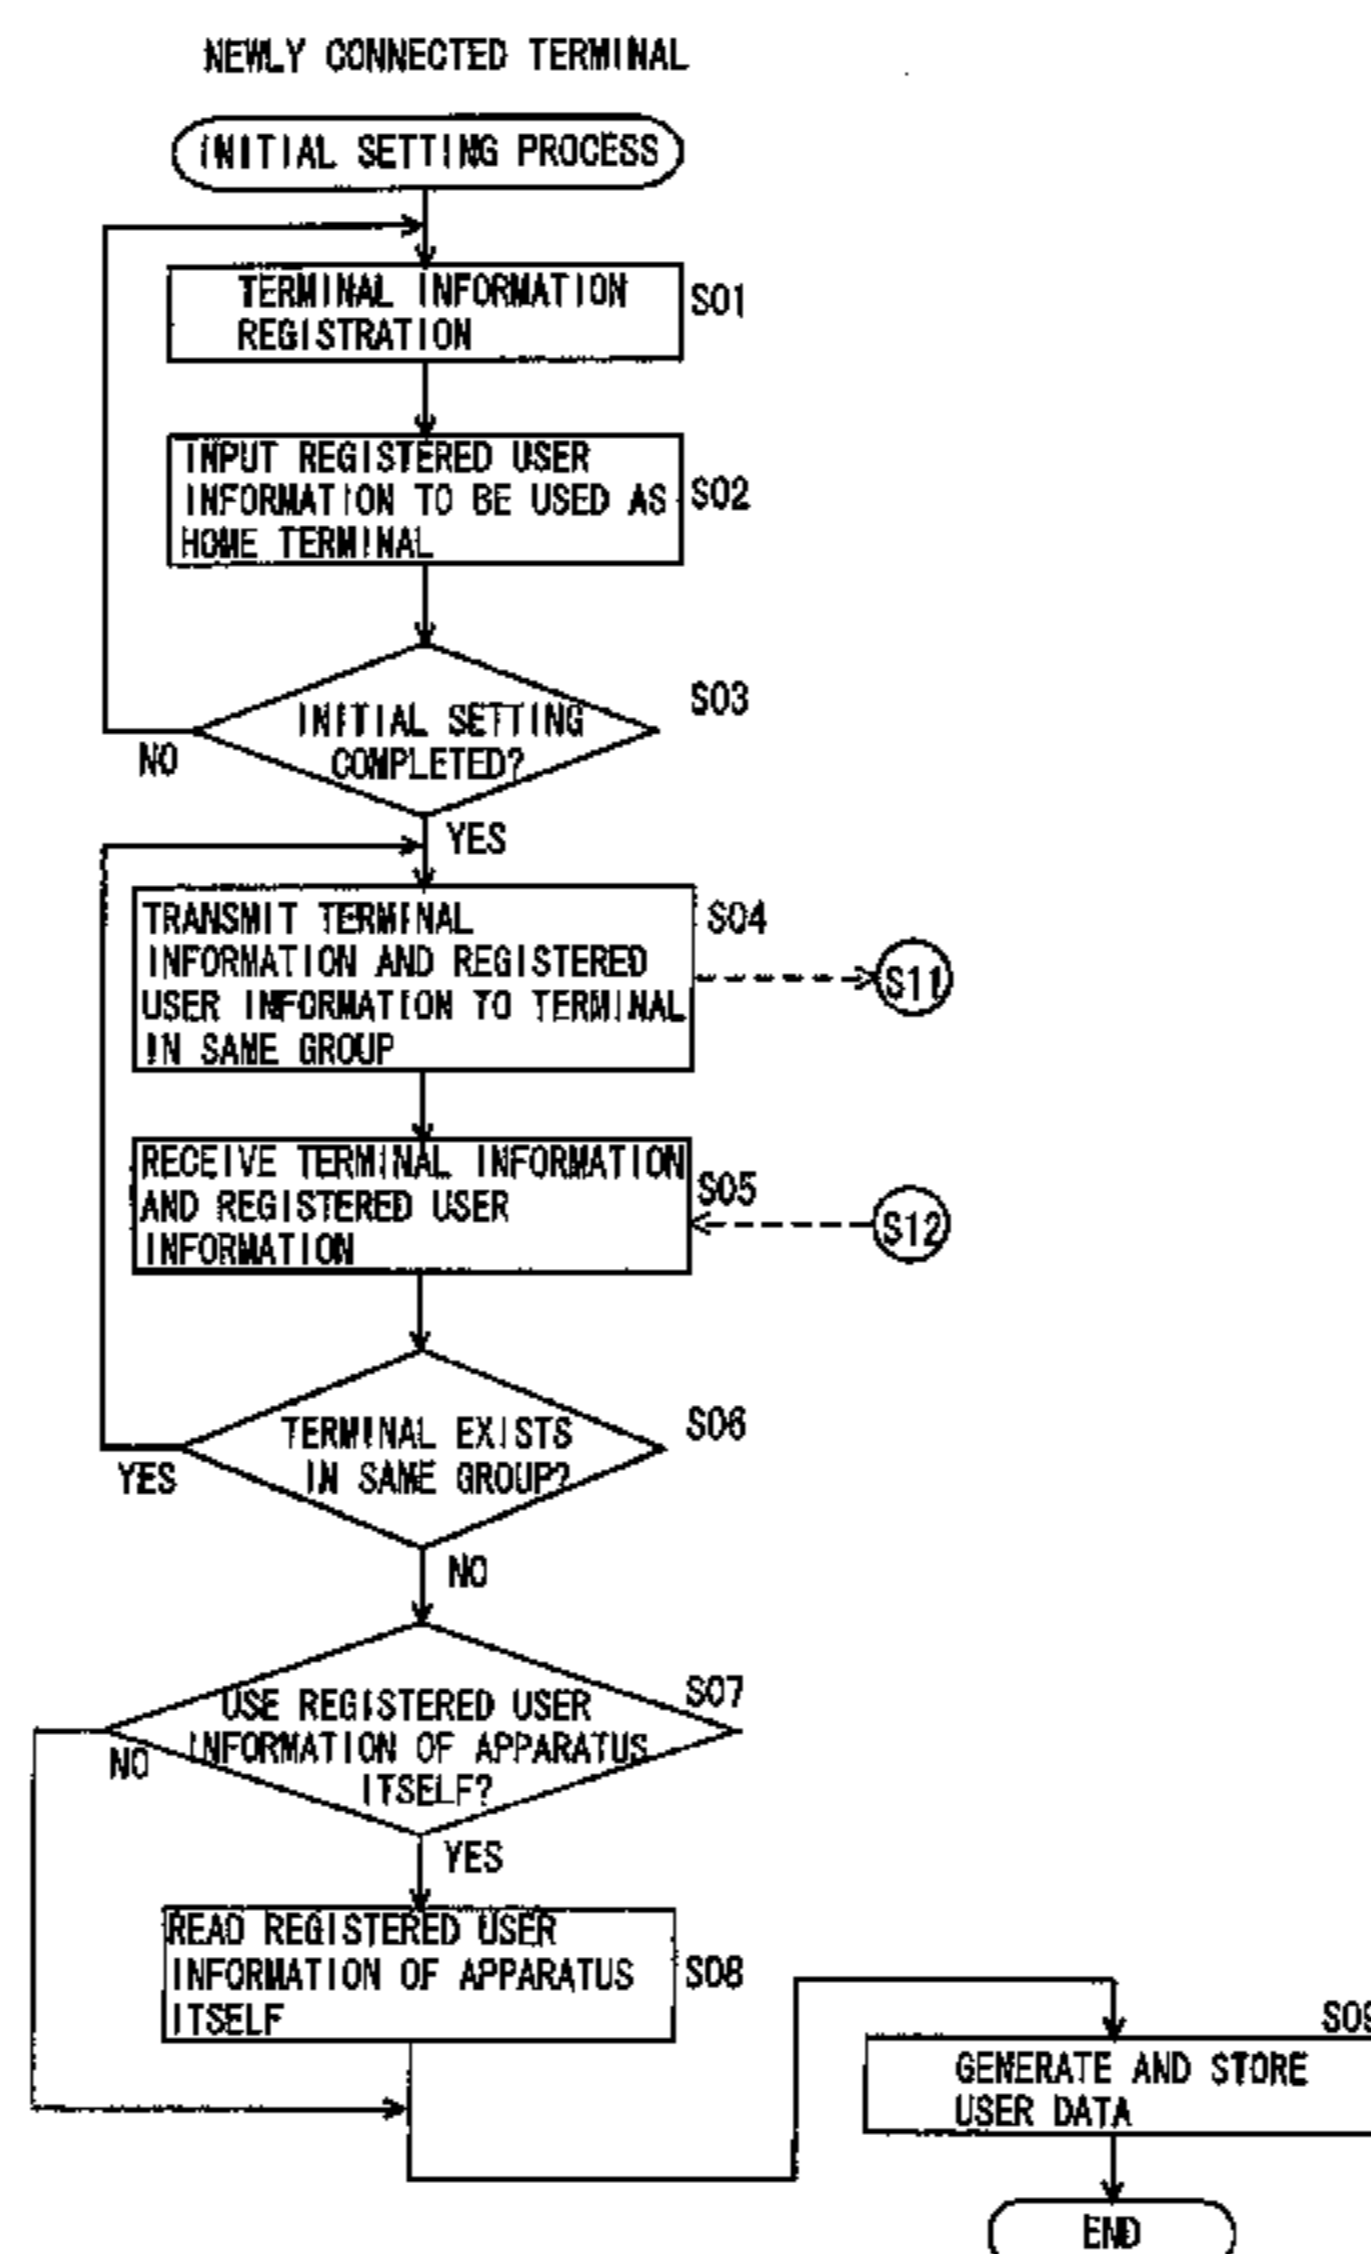 NEWLY CONNECTED TERMINAL
INITIAL SETTING PROCESS
TERMINAL INFORMATION
REGISTRATION
S01
INPUT REGISTERED USER
INFORMATION TO BE USED AS
HOME TERMINAL
S02
INITIAL SETTING
COMPLETED?
S03
NO
YES
TRANSMIT TERMINAL
INFORMATION AND REGISTERED
USER INFORMATION TO TERMINAL
IN SAME GROUP
S04
S11
RECEIVE TERMINAL INFORMATION
AND REGISTERED USER
INFORMATION
S05
S12
TERMINAL EXISTS
IN SAME GROUP?
S06
YES
NO
USE REGISTERED USER
INFORMATION OF APPARATUS
ITSELF?
S07
NO
YES
READ REGISTERED USER
INFORMATION OF APPARATUS
ITSELF
S08
S09
GENERATE AND STORE
USER DATA
END